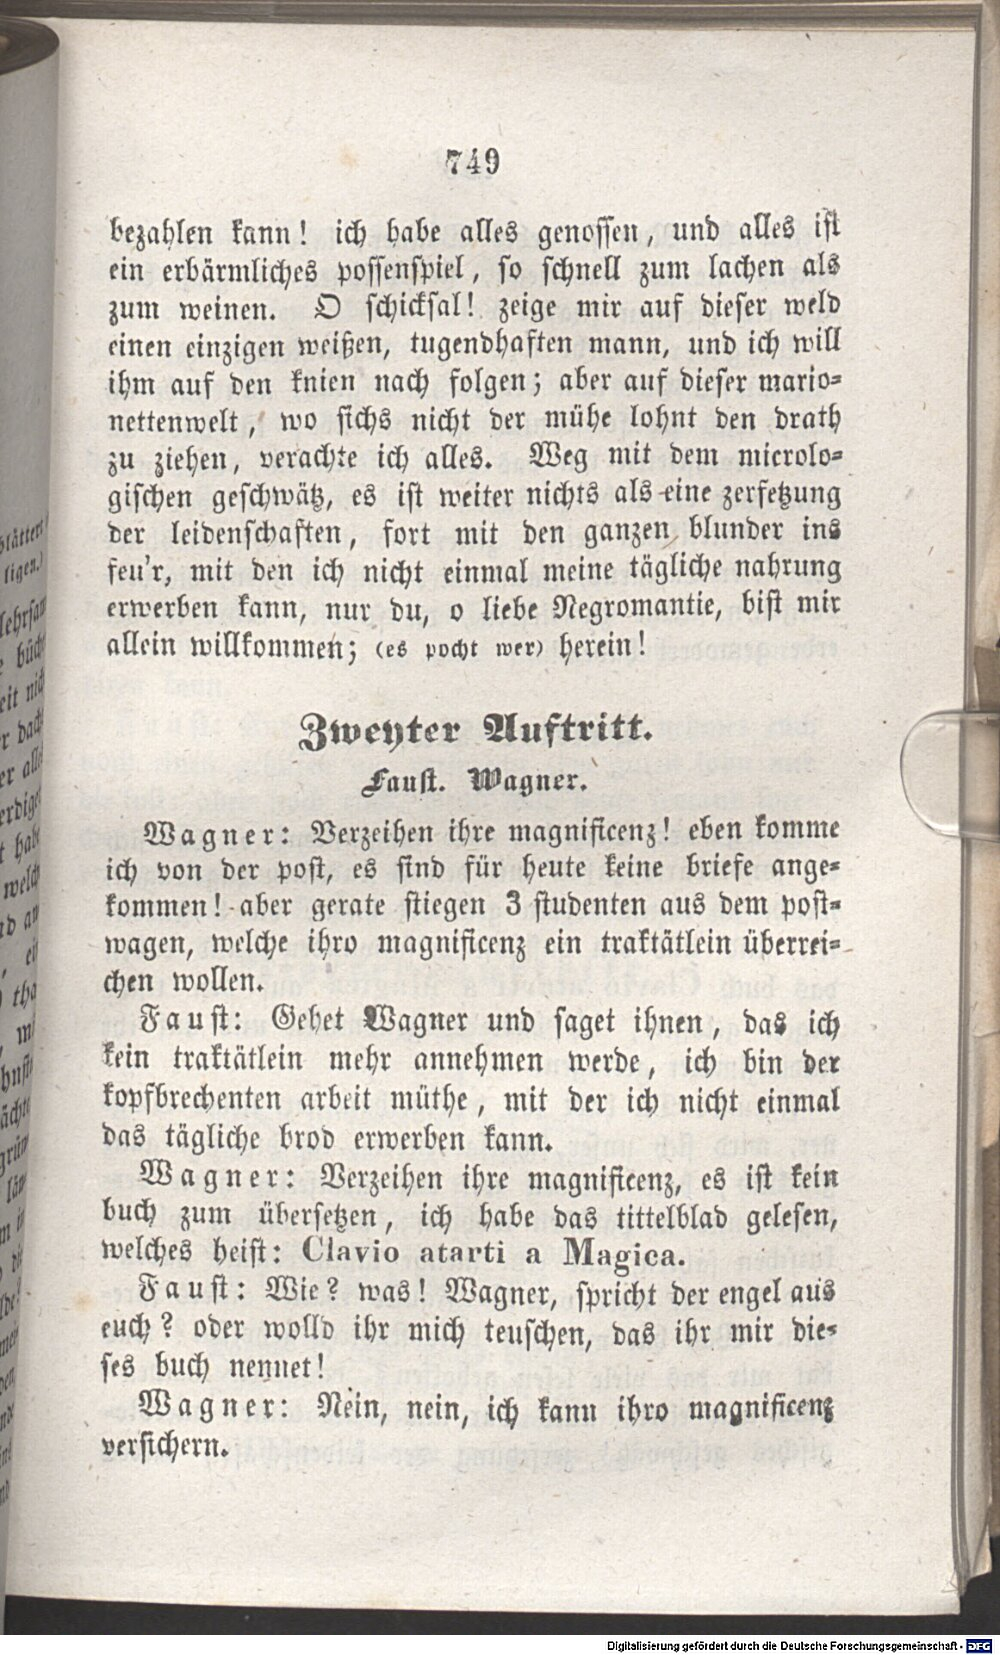 749
bezahlen kann! ich habe alles genossen, und alles ist
ein erbärmliches possenspiel, so schnell zum lachen als
zum weinen. O schicksal! zeige mir auf dieser weld
einen einzigen weißen, tugendhaften mann, und ich will
ihm auf den knien nach folgen; aber auf dieser mario-
nettenwelt, wo sichs nicht der mühe lohnt den drath
zu ziehen, verachte ich alles. Weg mit dem microlo-
gischen geschwätz, es ist weiter nichts als eine zerfetzung
der leidenschaften, fort mit den ganzen blunder ins
feu'r, mit den ich nicht einmal meine tägliche nahrung
erwerben kann, nur du, o liebe Negromantie, bist mir
allein willkommen; (es pocht wer) herein!
Zweyter Auftritt.
Faust. Wagner.
Wagner: Verzeihen ihre magnificenz! eben komme
ich von der post, es sind für heute keine briefe ange-
kommen! aber gerate stiegen 3 studenten aus dem post-
wagen, welche ihro magnificenz ein traktätlein überrei-
chen wollen.
Faust: Gehet Wagner und saget ihnen, das ich
kein traktätlein mehr annehmen werde, ich bin der
kopfbrechenten arbeit müthe, mit der ich nicht einmal
das tägliche brod erwerben kann.
Wagner: Verzeihen ihre magnificenz, es ist kein
buch zum übersetzen, ich habe das tittelblad gelesen,
welches heist: Clavio atarti a Magica.
Faust: Wie? was! Wagner, spricht der engel aus
euch? oder wolld ihr mich teuschen, das ihr mir die-
ses buch nennet!
Wagner: Nein, nein, ich kann ihro magnificenz
versichern.
Digitalisierung gefördert durch die Deutsche Forschungsgemeinschaft - DFG